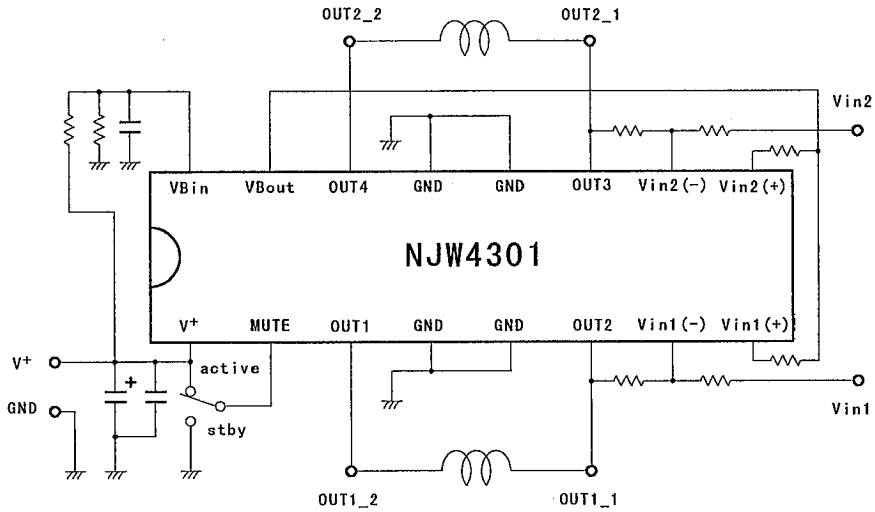 OUT2_2 OUT2_1
Vin2
VBin VBout OUT4 GND GND OUT3 Vin2(-) Vin2(+)
NJW4301
V+ MUTE OUT1 GND GND OUT2 Vin1(-) Vin1(+)
V+ active
+
GND stby
Vin1
OUT1_2 OUT1_1